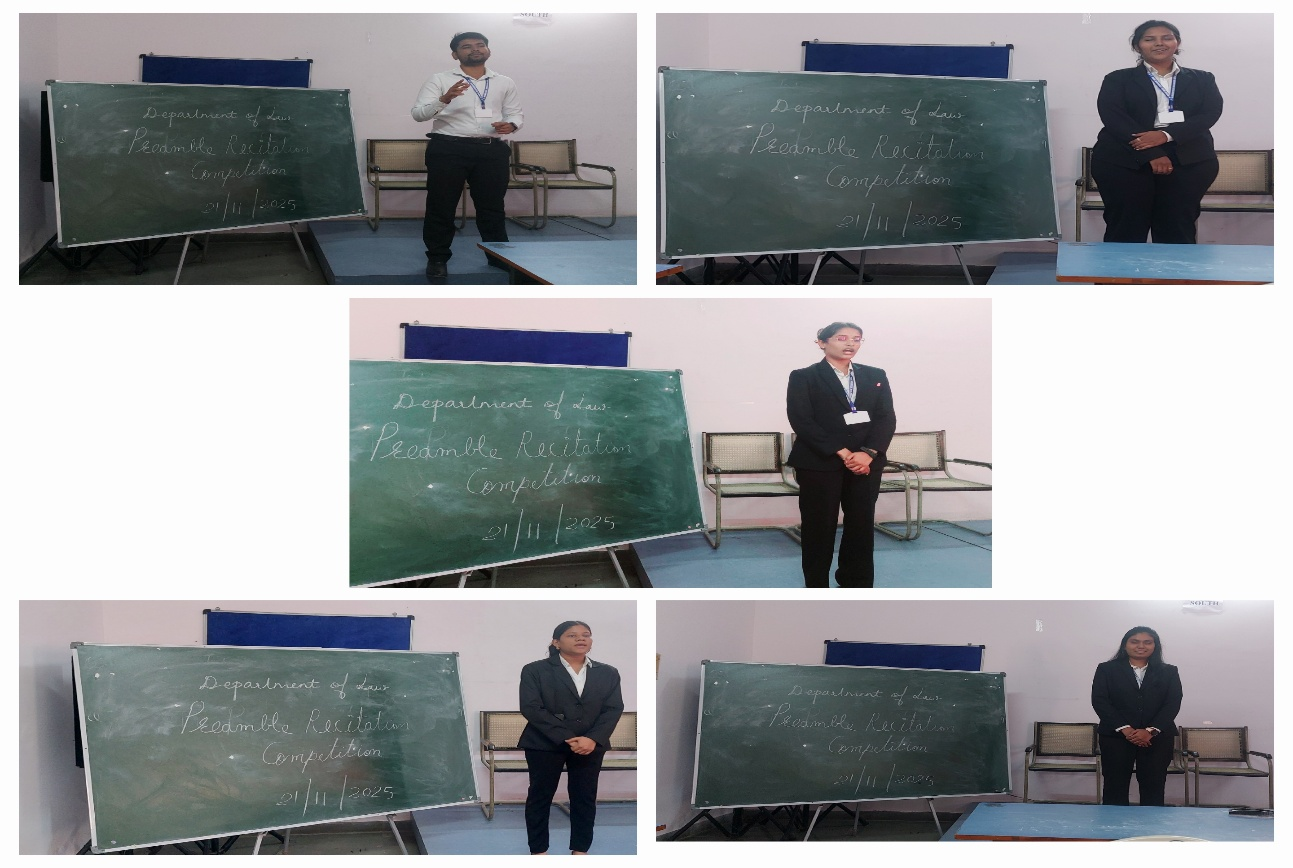 SOUTH
Department of Law
Preamble Recitation
Competition
21/11/2025
Department of Law
Preamble Recitation
Competition
21/11/2025
Department of Law
Preamble Recitation
Competition
21/11/2025
Department of Law
Preamble Recitation
Competition
21/11/2025
SOUTH
Department of Law
Preamble Recitation
Competition
21/11/2025